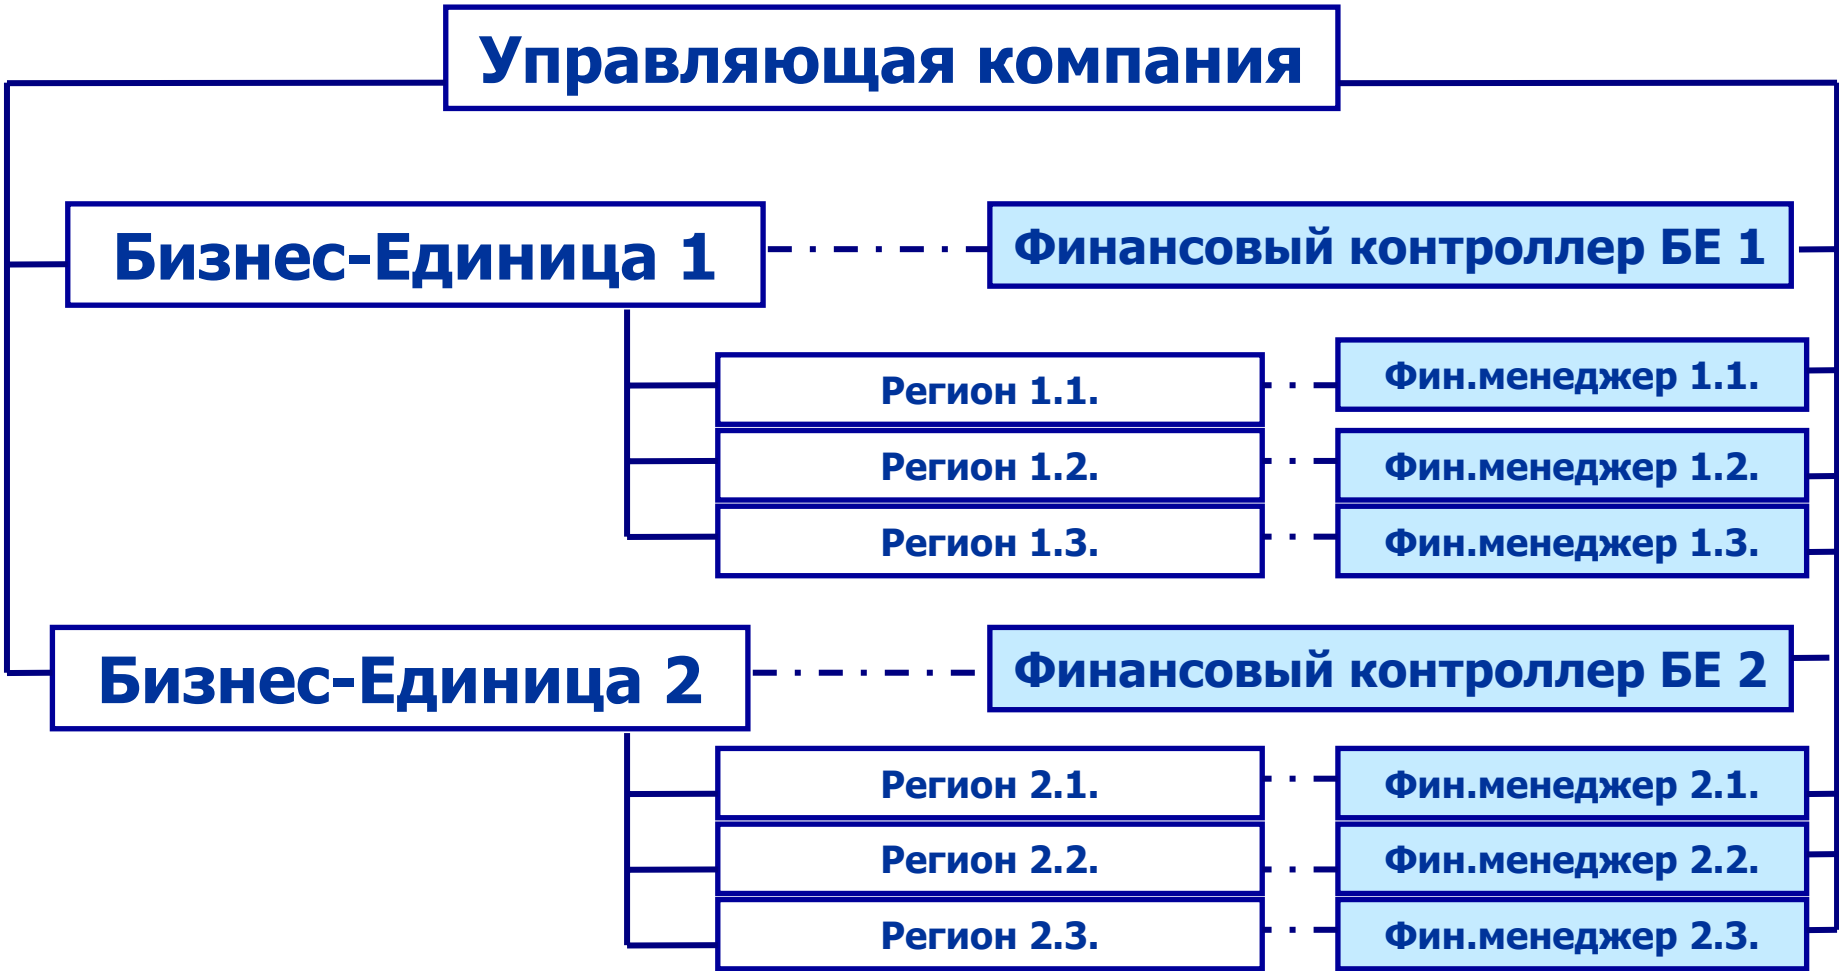 Управляющая компания
Бизнес-Единица 1
Финансовый контроллер БЕ 1
Регион 1.1.
Фин.менеджер 1.1.
Регион 1.2.
Фин.менеджер 1.2.
Регион 1.3.
Фин.менеджер 1.3.
Бизнес-Единица 2
Финансовый контроллер БЕ 2
Регион 2.1.
Фин.менеджер 2.1.
Регион 2.2.
Фин.менеджер 2.2.
Регион 2.3.
Фин.менеджер 2.3.